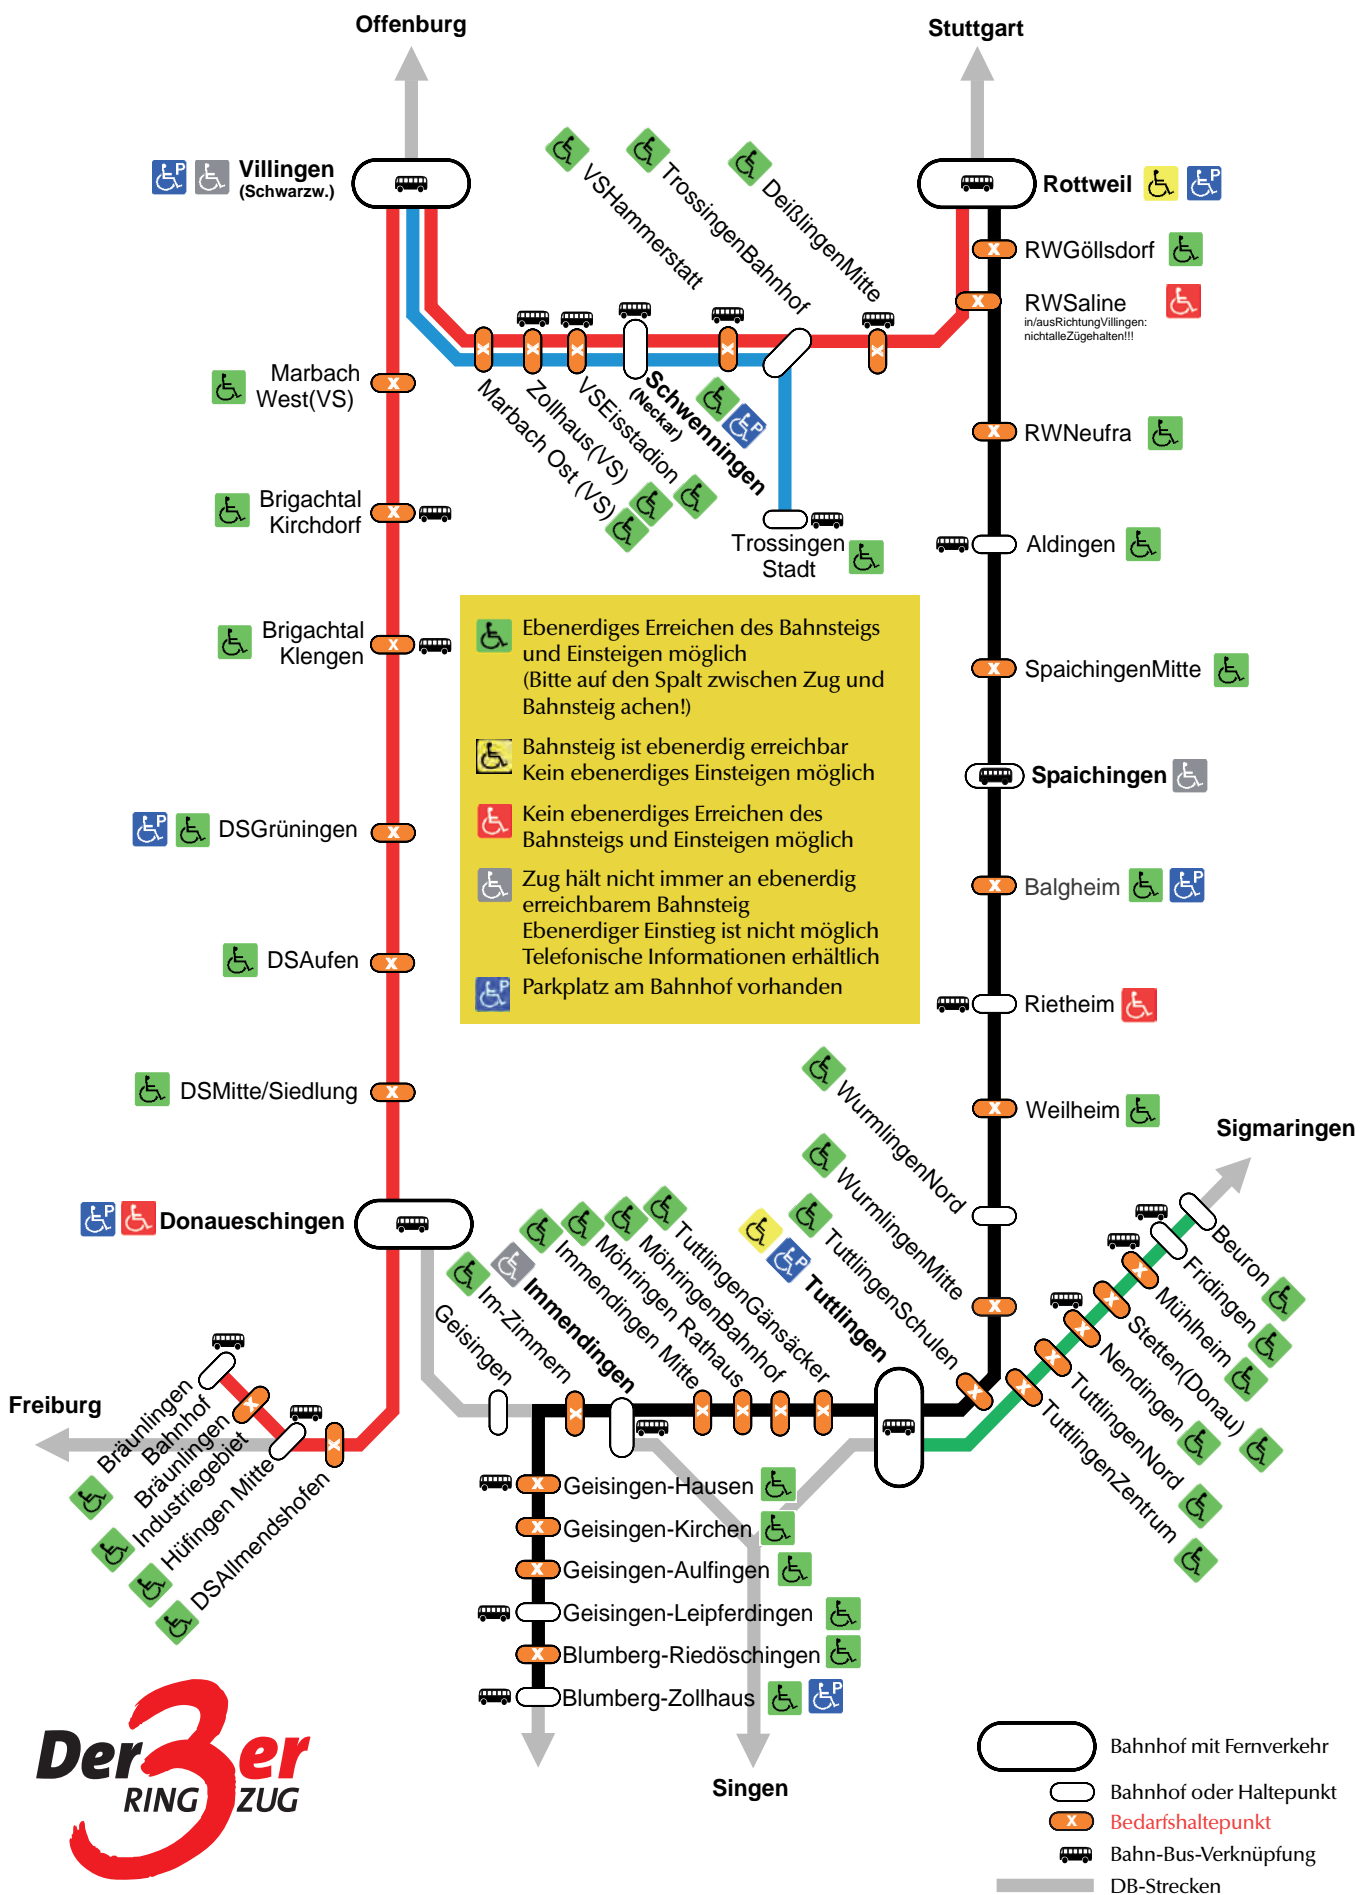 Offenburg
Stuttgart
Villingen
(Schwarzw.)
P
VSHammerstatt
TrossingenBahnhof
DeißlingenMitte
Rottweil
P
RWGöllsdorf
RWSaline
in/ausRichtungVillingen:
nichtalleZügehalten!!!
Marbach
West(VS)
Marbach Ost (VS)
Zollhaus(VS)
VSEisstadion
Schwenningen
(Neckar)
P
RWNeufra
Brigachtal
Kirchdorf
Trossingen
Stadt
Aldingen
Brigachtal
Klengen
Ebenerdiges Erreichen des Bahnsteigs
und Einsteigen möglich
(Bitte auf den Spalt zwischen Zug und
Bahnsteig achen!)
Bahnsteig ist ebenerdig erreichbar
Kein ebenerdiges Einsteigen möglich
Kein ebenerdiges Erreichen des
Bahnsteigs und Einsteigen möglich
Zug hält nicht immer an ebenerdig
erreichbarem Bahnsteig
Ebenerdiger Einstieg ist nicht möglich
Telefonische Informationen erhältlich
P
Parkplatz am Bahnhof vorhanden
SpaichingenMitte
Spaichingen
P
DSGrüningen
Balgheim
P
DSAufen
Rietheim
DSMitte/Siedlung
Weilheim
WurmlingenNord
WurmlingenMitte
TuttlingenSchulen
Sigmaringen
P
Donaueschingen
Geisingen
Im-Zimmern
Immendingen
Immendingen Mitte
Möhringen Rathaus
MöhringenBahnhof
TuttlingenGänsäcker
P
Tuttlingen
Beuron
Fridingen
Mühlheim
Stetten(Donau)
Nendingen
TuttlingenNord
TuttlingenZentrum
Freiburg
Bräunlingen
Bahnhof
Bräunlingen
Industriegebiet
Hüfingen Mitte
DSAllmendshofen
Geisingen-Hausen
Geisingen-Kirchen
Geisingen-Aulfingen
Geisingen-Leipferdingen
Blumberg-Riedöschingen
Blumberg-Zollhaus
P
Singen
Der 3er
RING ZUG
Bahnhof mit Fernverkehr
Bahnhof oder Haltepunkt
X
Bedarfshaltepunkt
Bahn-Bus-Verknüpfung
DB-Strecken